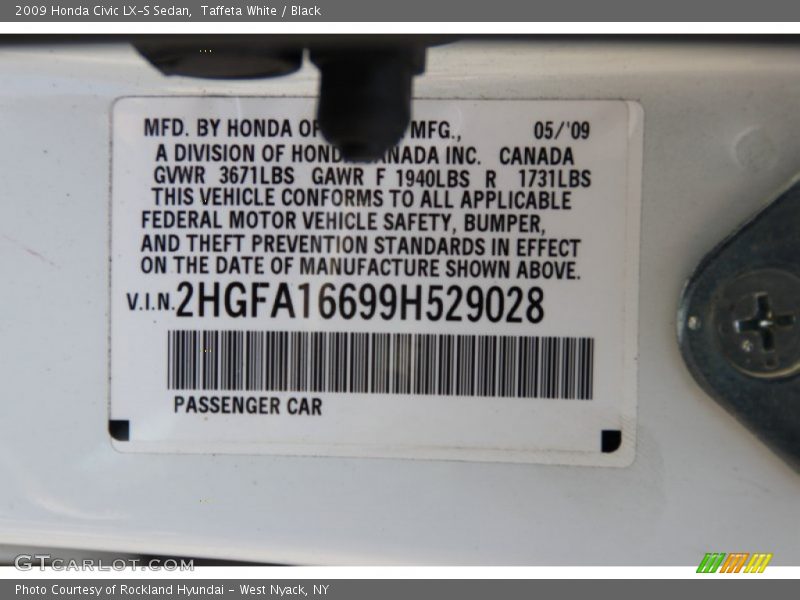 2009 Honda Civic LX-S Sedan,  Taffeta White / Black
MFD. BY HONDA OF MFG., 05/'09
A DIVISION OF HONDA CANADA INC. CANADA
GVWR 3671LBS GAWR F 1940LBS R 1731LBS
THIS VEHICLE CONFORMS TO ALL APPLICABLE
FEDERAL MOTOR VEHICLE SAFETY, BUMPER,
AND THEFT PREVENTION STANDARDS IN EFFECT
ON THE DATE OF MANUFACTURE SHOWN ABOVE.
V.I.N. 2HGFA16699H529028
PASSENGER CAR
GTCARLOT.COM
Photo Courtesy of Rockland Hyundai - West Nyack, NY